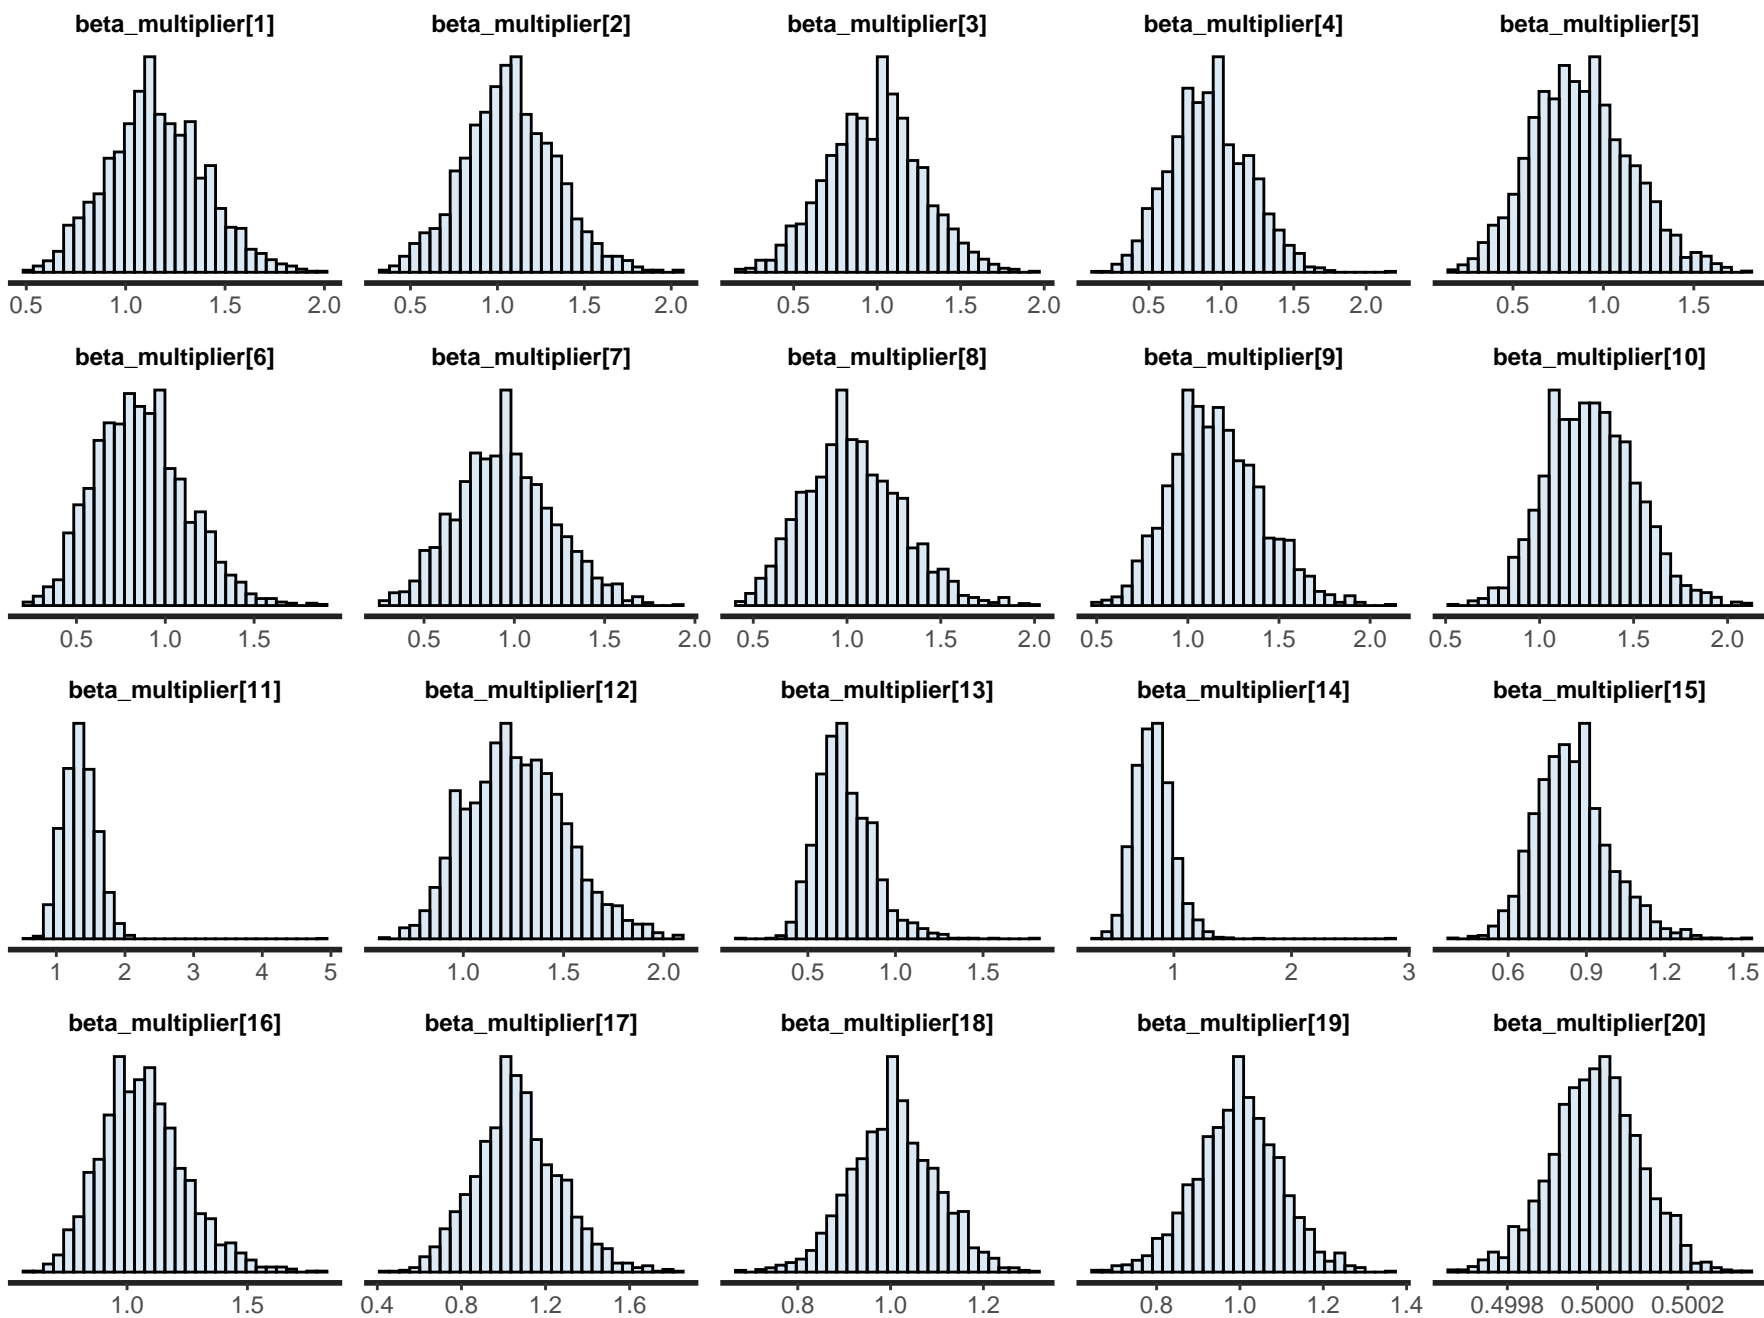 beta_multiplier[1] beta_multiplier[2] beta_multiplier[3] beta_multiplier[4] beta_multiplier[5]
0.5 1.0 1.5 2.0 0.5 1.0 1.5 2.0 0.5 1.0 1.5 2.0 0.5 1.0 1.5 2.0 0.5 1.0 1.5
beta_multiplier[6] beta_multiplier[7] beta_multiplier[8] beta_multiplier[9] beta_multiplier[10]
0.5 1.0 1.5 0.5 1.0 1.5 2.0 0.5 1.0 1.5 2.0 0.5 1.0 1.5 2.0 0.5 1.0 1.5 2.0
beta_multiplier[11] beta_multiplier[12] beta_multiplier[13] beta_multiplier[14] beta_multiplier[15]
1 2 3 4 5 1.0 1.5 2.0 0.5 1.0 1.5 1 2 3 0.6 0.9 1.2 1.5
beta_multiplier[16] beta_multiplier[17] beta_multiplier[18] beta_multiplier[19] beta_multiplier[20]
1.0 1.5 0.4 0.8 1.2 1.6 0.8 1.0 1.2 0.8 1.0 1.2 1.4 0.4998 0.5000 0.5002